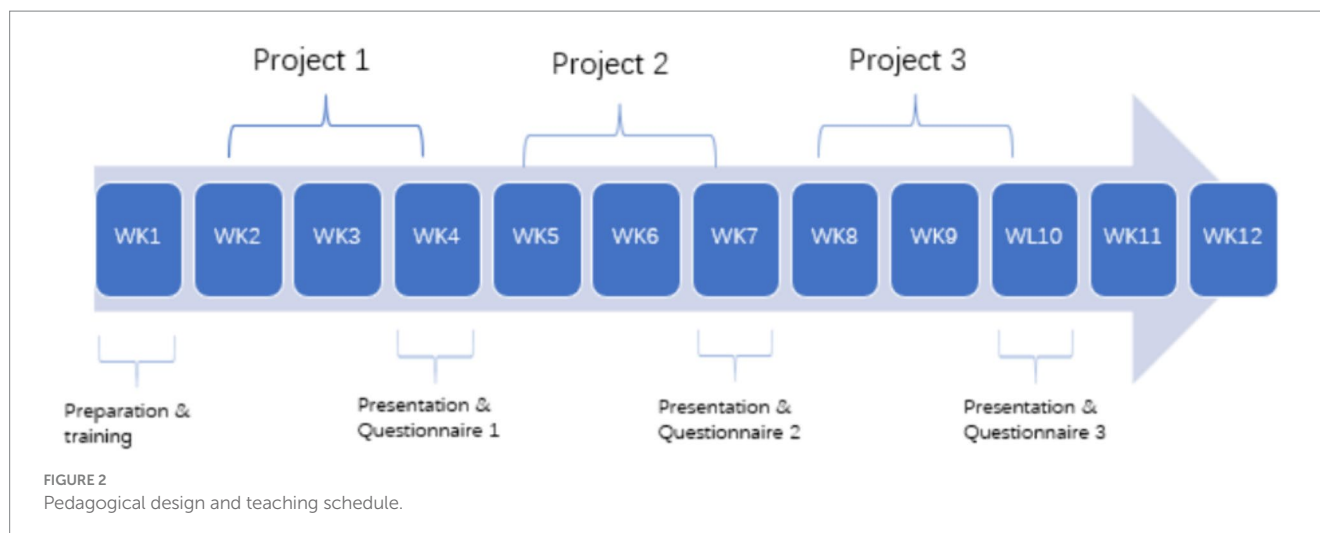 Project 1
Project 2
Project 3
WK1
WK2
WK3
WK4
WK5
WK6
WK7
WK8
WK9
WL10
WK11
WK12
Preparation &
training
Presentation &
Questionnaire 1
Presentation &
Questionnaire 2
Presentation &
Questionnaire 3
FIGURE 2
Pedagogical design and teaching schedule.